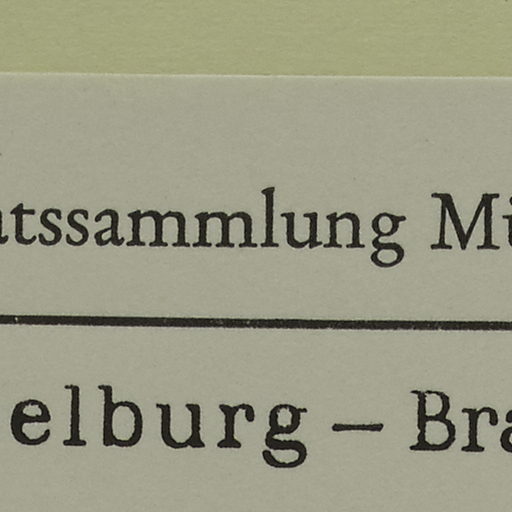 atssammlung Mü
elburg – Bra